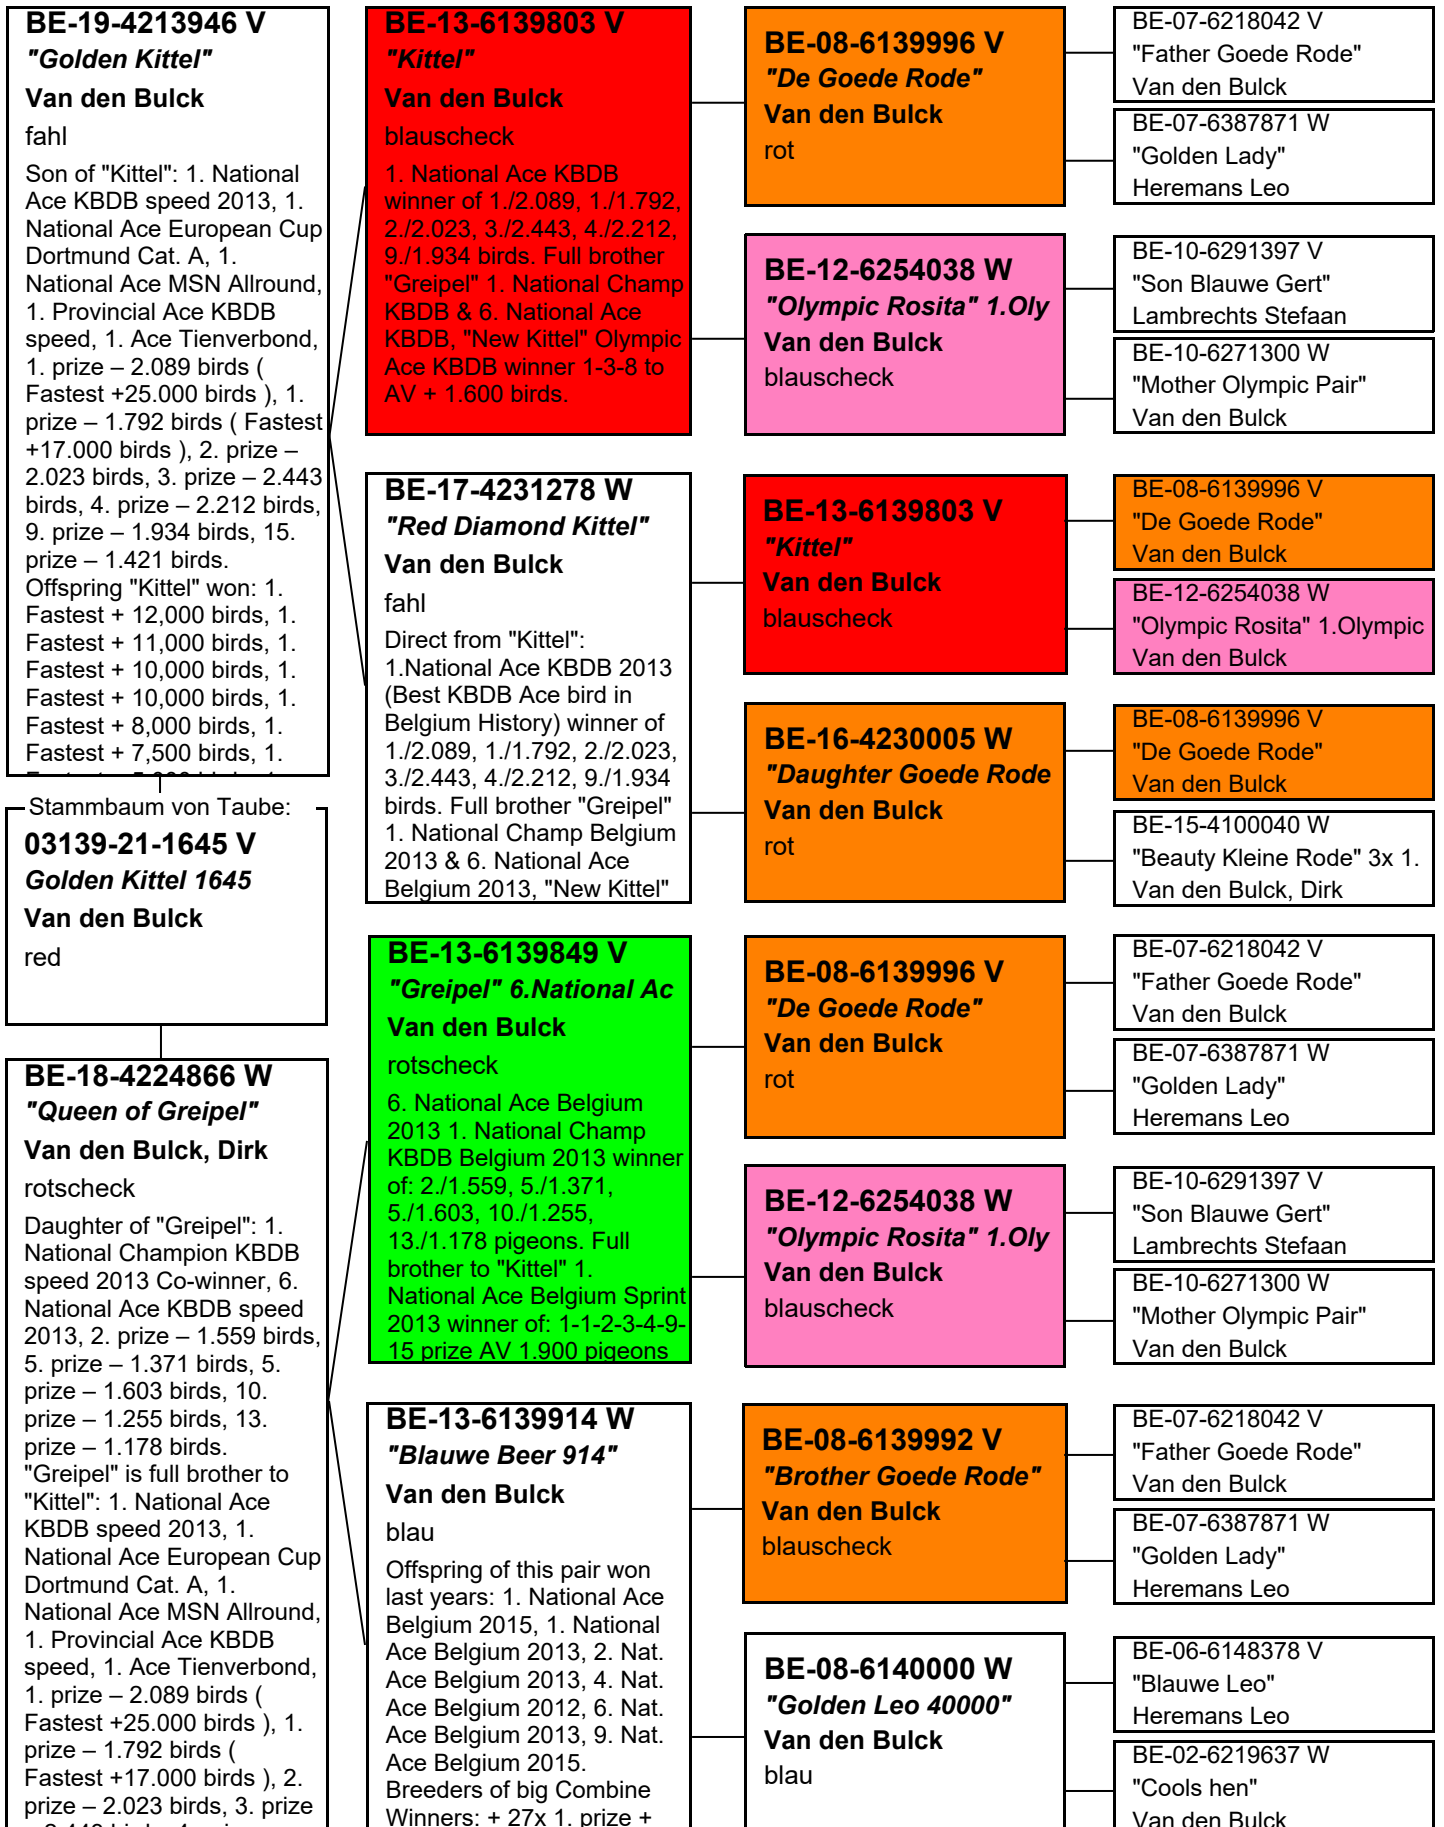 BE-19-4213946 V
"Golden Kittel"
Van den Bulck
fahl
Son of "Kittel": 1. National
Ace KBDB speed 2013, 1.
National Ace European Cup
Dortmund Cat. A, 1.
National Ace MSN Allround,
1. Provincial Ace KBDB
speed, 1. Ace Tienverbond,
1. prize – 2.089 birds (
Fastest +25.000 birds ), 1.
prize – 1.792 birds ( Fastest
+17.000 birds ), 2. prize –
2.023 birds, 3. prize – 2.443
birds, 4. prize – 2.212 birds,
9. prize – 1.934 birds, 15.
prize – 1.421 birds.
Offspring "Kittel" won: 1.
Fastest + 12,000 birds, 1.
Fastest + 11,000 birds, 1.
Fastest + 10,000 birds, 1.
Fastest + 10,000 birds, 1.
Fastest + 8,000 birds, 1.
Fastest + 7,500 birds, 1.
Stammbaum von Taube:
03139-21-1645 V
Golden Kittel 1645
Van den Bulck
red
BE-18-4224866 W
"Queen of Greipel"
Van den Bulck, Dirk
rotscheck
Daughter of "Greipel": 1.
National Champion KBDB
speed 2013 Co-winner, 6.
National Ace KBDB speed
2013, 2. prize – 1.559 birds,
5. prize – 1.371 birds, 5.
prize – 1.603 birds, 10.
prize – 1.255 birds, 13.
prize – 1.178 birds.
"Greipel" is full brother to
"Kittel": 1. National Ace
KBDB speed 2013, 1.
National Ace European Cup
Dortmund Cat. A, 1.
National Ace MSN Allround,
1. Provincial Ace KBDB
speed, 1. Ace Tienverbond,
1. prize – 2.089 birds (
Fastest +25.000 birds ), 1.
prize – 1.792 birds (
Fastest +17.000 birds ), 2.
prize – 2.023 birds, 3. prize
BE-13-6139803 V
"Kittel"
Van den Bulck
blauscheck
1. National Ace KBDB
winner of 1./2.089, 1./1.792,
2./2.023, 3./2.443, 4./2.212,
9./1.934 birds. Full brother
"Greipel" 1. National Champ
KBDB & 6. National Ace
KBDB, "New Kittel" Olympic
Ace KBDB winner 1-3-8 to
AV + 1.600 birds.
BE-17-4231278 W
"Red Diamond Kittel"
Van den Bulck
fahl
Direct from "Kittel":
1.National Ace KBDB 2013
(Best KBDB Ace bird in
Belgium History) winner of
1./2.089, 1./1.792, 2./2.023,
3./2.443, 4./2.212, 9./1.934
birds. Full brother "Greipel"
1. National Champ Belgium
2013 & 6. National Ace
Belgium 2013, "New Kittel"
BE-13-6139849 V
"Greipel" 6.National Ac
Van den Bulck
rotscheck
6. National Ace Belgium
2013 1. National Champ
KBDB Belgium 2013 winner
of: 2./1.559, 5./1.371,
5./1.603, 10./1.255,
13./1.178 pigeons. Full
brother to "Kittel" 1.
National Ace Belgium Sprint
2013 winner of: 1-1-2-3-4-9-
15 prize AV 1.900 pigeons
BE-13-6139914 W
"Blauwe Beer 914"
Van den Bulck
blau
Offspring of this pair won
last years: 1. National Ace
Belgium 2015, 1. National
Ace Belgium 2013, 2. Nat.
Ace Belgium 2013, 4. Nat.
Ace Belgium 2012, 6. Nat.
Ace Belgium 2013, 9. Nat.
Ace Belgium 2015.
Breeders of big Combine
Winners: + 27x 1. prize +
BE-08-6139996 V
"De Goede Rode"
Van den Bulck
rot
BE-12-6254038 W
"Olympic Rosita" 1.Oly
Van den Bulck
blauscheck
BE-13-6139803 V
"Kittel"
Van den Bulck
blauscheck
BE-16-4230005 W
"Daughter Goede Rode
Van den Bulck
rot
BE-08-6139996 V
"De Goede Rode"
Van den Bulck
rot
BE-12-6254038 W
"Olympic Rosita" 1.Oly
Van den Bulck
blauscheck
BE-08-6139992 V
"Brother Goede Rode"
Van den Bulck
blauscheck
BE-08-6140000 W
"Golden Leo 40000"
Van den Bulck
blau
BE-07-6218042 V
"Father Goede Rode"
Van den Bulck
BE-07-6387871 W
"Golden Lady"
Heremans Leo
BE-10-6291397 V
"Son Blauwe Gert"
Lambrechts Stefaan
BE-10-6271300 W
"Mother Olympic Pair"
Van den Bulck
BE-08-6139996 V
"De Goede Rode"
Van den Bulck
BE-12-6254038 W
"Olympic Rosita" 1.Olympic
Van den Bulck
BE-08-6139996 V
"De Goede Rode"
Van den Bulck
BE-15-4100040 W
"Beauty Kleine Rode" 3x 1.
Van den Bulck, Dirk
BE-07-6218042 V
"Father Goede Rode"
Van den Bulck
BE-07-6387871 W
"Golden Lady"
Heremans Leo
BE-10-6291397 V
"Son Blauwe Gert"
Lambrechts Stefaan
BE-10-6271300 W
"Mother Olympic Pair"
Van den Bulck
BE-07-6218042 V
"Father Goede Rode"
Van den Bulck
BE-07-6387871 W
"Golden Lady"
Heremans Leo
BE-06-6148378 V
"Blauwe Leo"
Heremans Leo
BE-02-6219637 W
"Cools hen"
Van den Bulck